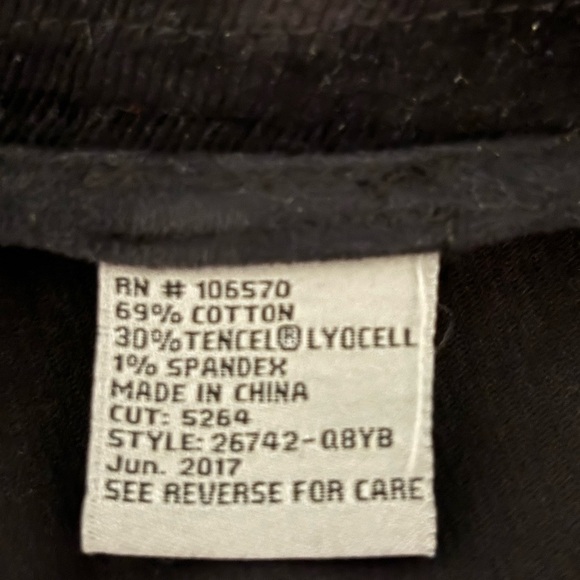 RN # 106570
69% COTTON
30%TENCEL® LYOCELL
1% SPANDEX
MADE IN CHINA
CUT: 5264
STYLE: 26742-Q8YB
Jun. 2017
SEE REVERSE FOR CARE